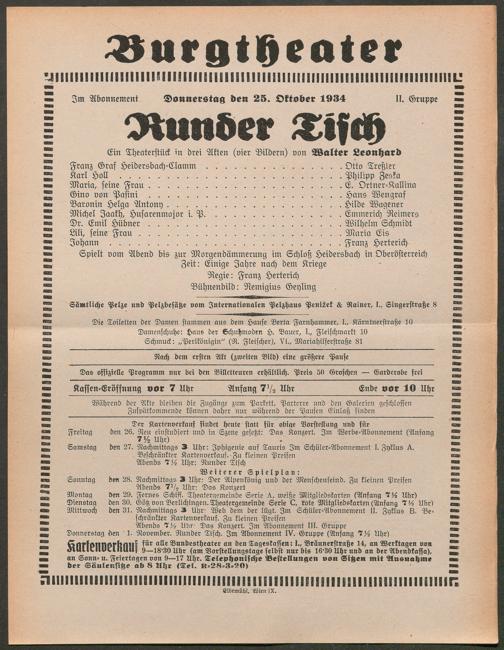 Burgtheater
Im Abonnement Donnerstag den 25. Oktober 1934 II. Gruppe
Runder Tisch
Ein Theaterstück in drei Akten (vier Bildern) von Walter Leonhard
Franz Graf Heidersbach-Clamm . . . . . . . . . . Otto Treßler
Karl Holl . . . . . . . . . . Philipp Zeska
Maria, seine Frau . . . . . . . . . . E. Ortner-Kallina
Gino von Pasini . . . . . . . . . . Hans Wengraf
Baronin Helga Antony . . . . . . . . . . Hilde Wagener
Michel Jaakh, Husarenmajor i. P. . . . . . . . . . . Emmerich Reimers
Dr. Emil Hübner . . . . . . . . . . Wilhelm Schmidt
Lili, seine Frau . . . . . . . . . . Maria Eis
Johann . . . . . . . . . . Franz Herterich
Spielt vom Abend bis zur Morgendämmerung im Schloß Heidersbach in Oberösterreich
Zeit: Einige Jahre nach dem Kriege
Regie: Franz Herterich
Bühnenbild: Remigius Geyling
Sämtliche Pelze und Pelzbesätze vom Internationalen Pelzhaus Penižek & Rainer, I., Singerstraße 8
Die Toiletten der Damen stammen aus dem Hause Berta Farnhammer, I., Kärntnerstraße 10
Damenschuhe: Haus der Schuhmoden H. Bauer, I., Fleischmarkt 10
Schmuck: „Perlkönigin“ (R. Fleischer), VI., Mariahilferstraße 81
Nach dem ersten Akt (zweiten Bild) eine größere Pause
Das offizielle Programm nur bei den Billetteuren erhältlich. Preis 50 Groschen — Garderobe frei
Kassen-Eröffnung vor 7 Uhr Anfang 7½ Uhr Ende vor 10 Uhr
Während der Akte bleiben die Zugänge zum Parkett, Parterre und den Galerien geschlossen
Zuspätkommende können daher nur während der Pausen Einlaß finden
Der Kartenverkauf findet heute statt für obige Vorstellung und für
Freitag den 26. Neu einstudiert und in Szene gesetzt: Das Konzert. Im Werbe-Abonnement (Anfang
7½ Uhr)
Samstag den 27. Nachmittags 3 Uhr: Iphigenie auf Tauris. Im Schüler-Abonnement I. Zyklus A.
Beschränkter Kartenverkauf. Zu kleinen Preisen
Abends 7½ Uhr: Runder Tisch
Weiterer Spielplan:
Sonntag den 28. Nachmittags 3 Uhr: Der Alpenkönig und der Menschenfeind. Zu kleinen Preisen
Abends 7½ Uhr: Das Konzert
Montag den 29. Fernes Schiff. Theatergemeinde Serie A, weiße Mitgliedskarten (Anfang 7½ Uhr)
Dienstag den 30. Götz von Berlichingen. Theatergemeinde Serie C, rote Mitgliedskarten (Anfang 7½ Uhr)
Mittwoch den 31. Nachmittags 3 Uhr: Weh dem der lügt. Im Schüler-Abonnement II. Zyklus B. Be-
schränkter Kartenverkauf. Zu kleinen Preisen
Abends 7½ Uhr: Das Konzert. Im Abonnement III. Gruppe
Donnerstag den 1. November. Runder Tisch. Im Abonnement IV. Gruppe (Anfang 7½ Uhr)
Kartenverkauf für alle Bundestheater an den Tageskassen: I., Bräunerstraße 14, an Werktagen von
9—18:30 Uhr (am Vorstellungstage selbst nur bis 16:30 Uhr und an der Abendkassa),
an Sonn- u. Feiertagen von 9—17 Uhr. Telephonische Bestellungen von Sitzen mit Ausnahme
der Säulensitze ab 8 Uhr (Tel. R-28-3-20)
Elbemühl, Wien IX.